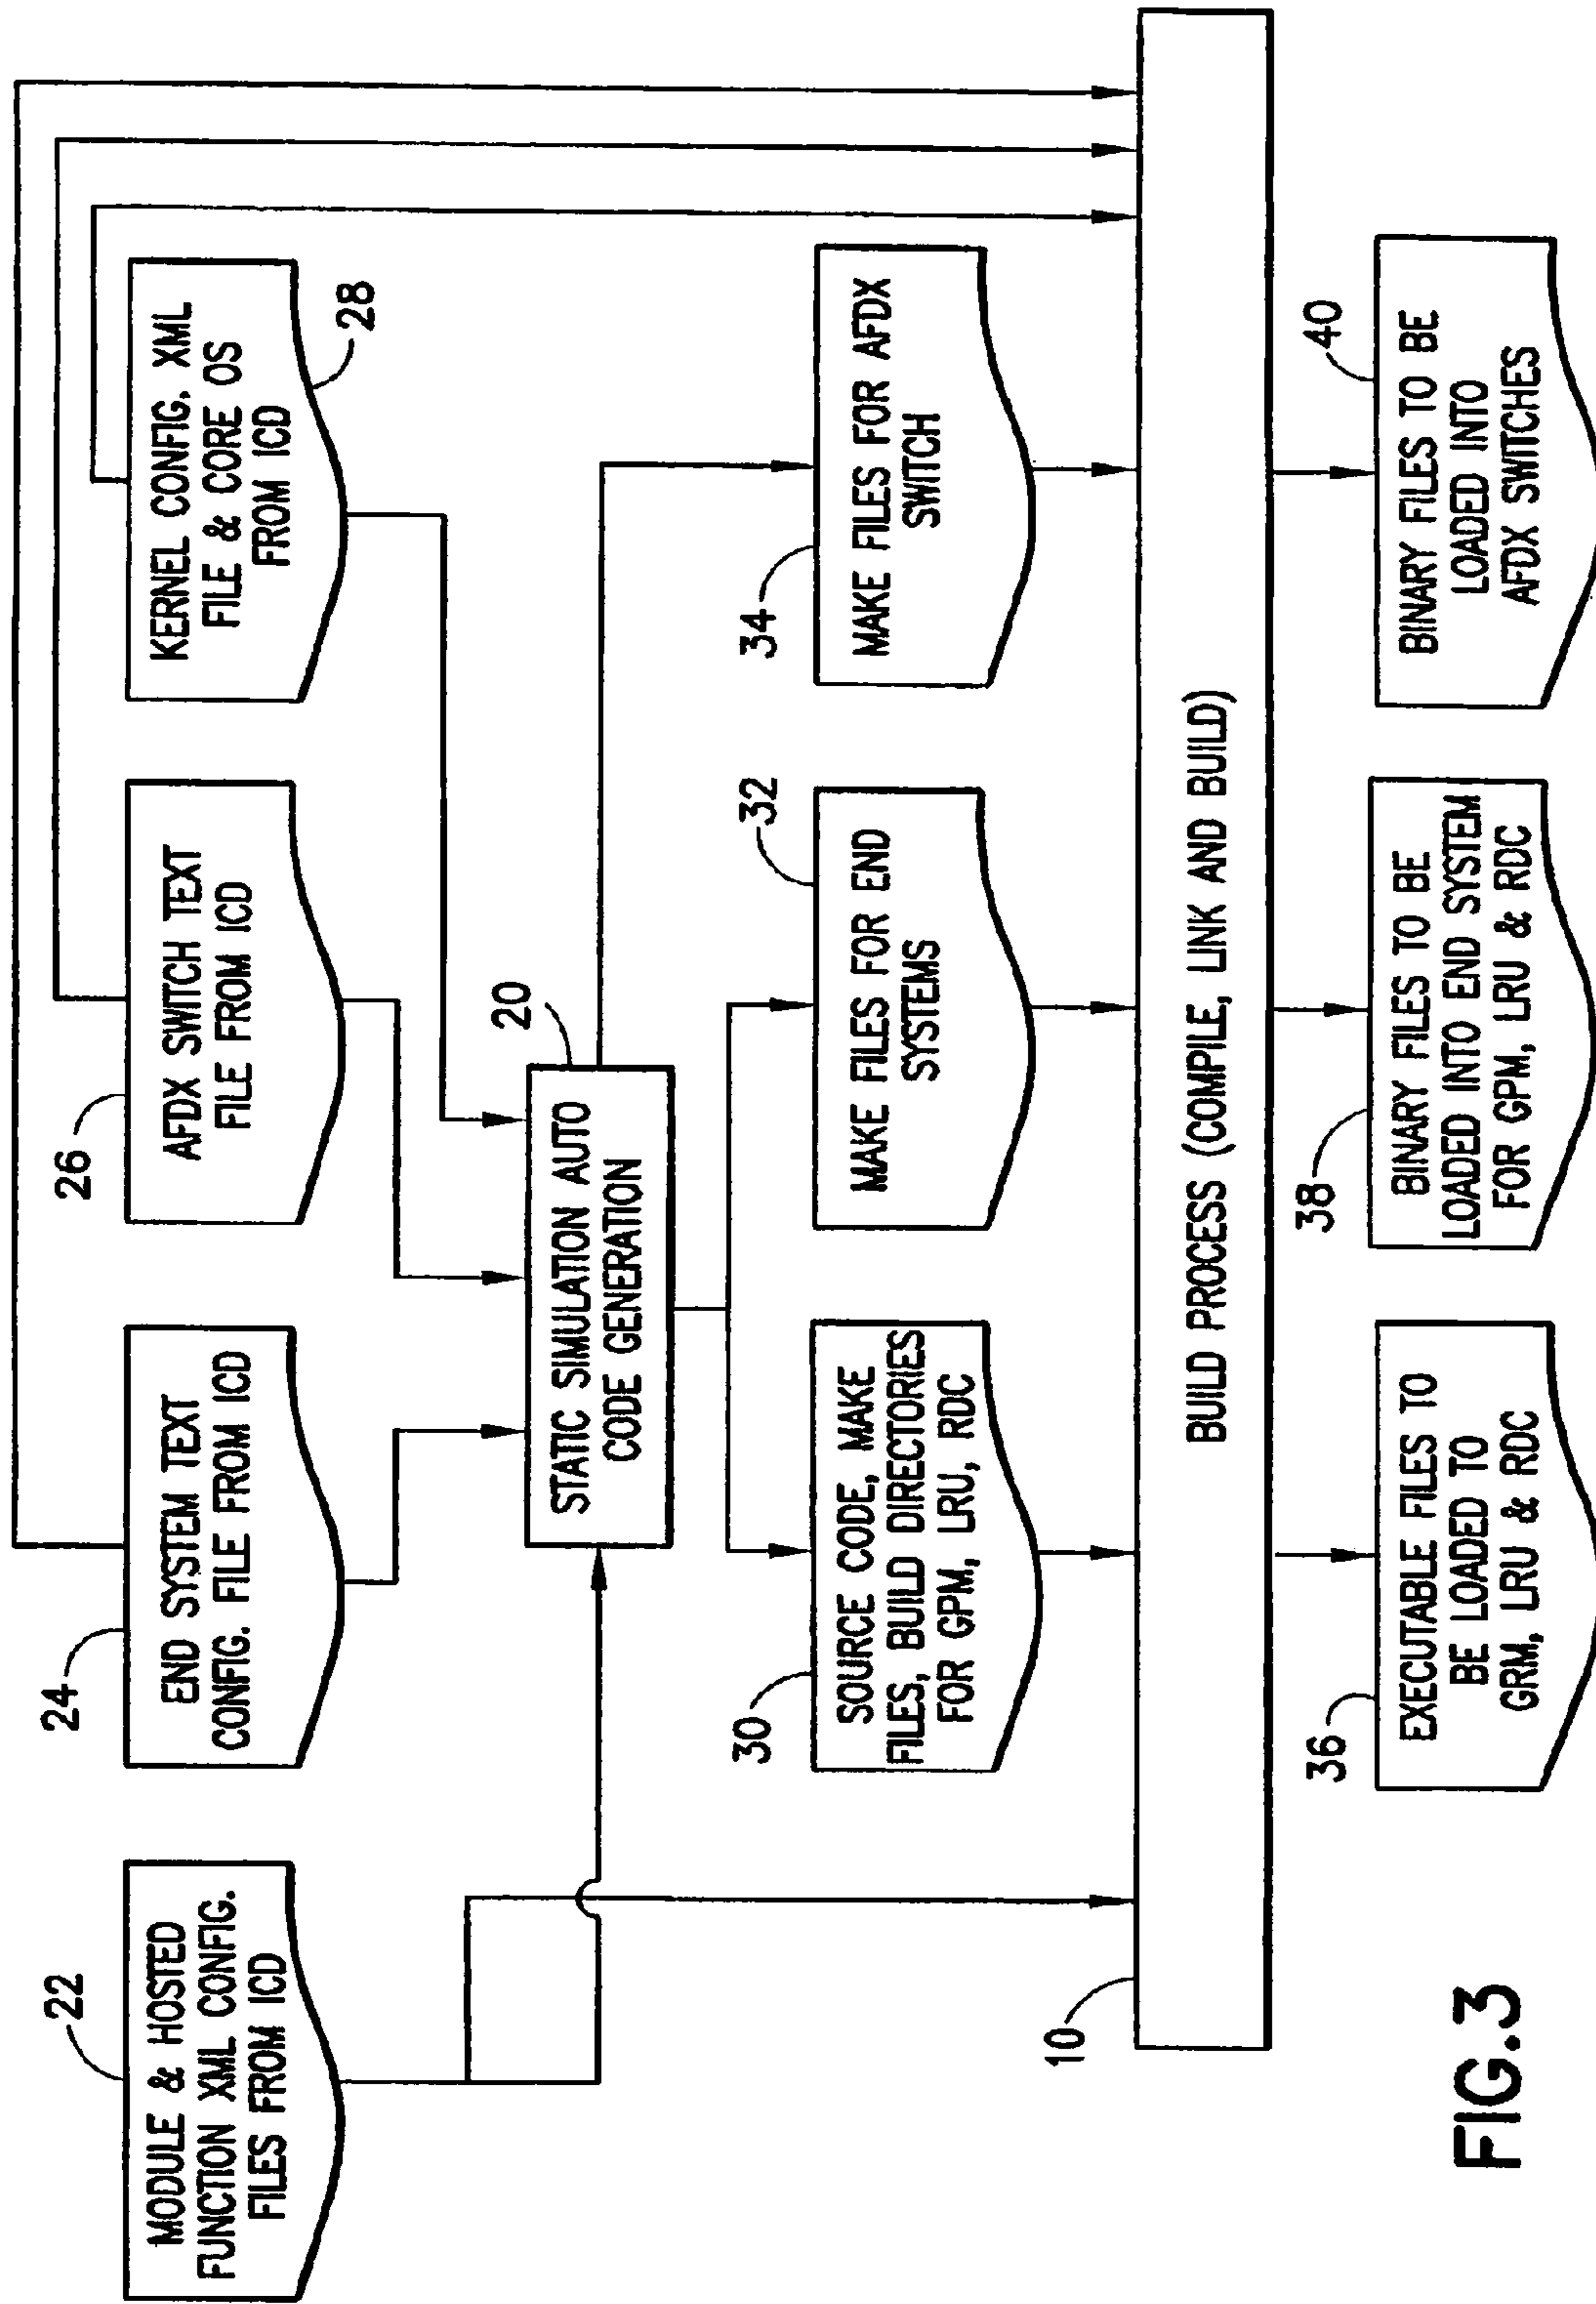 22
MODULE & HOSTED
FUNCTION XML CONFIG.
FILES FROM ICD
24
END SYSTEM TEXT
CONFIG. FILE FROM ICD
26
AFDX SWITCH TEXT
FILE FROM ICD
KERNEL CONFIG, XML
FILE & CORE OS
FROM ICD
28
20
STATIC SIMULATION AUTO
CODE GENERATION
30
SOURCE CODE, MAKE
FILES, BUILD DIRECTORIES
FOR GPM, LRU, RDC
32
MAKE FILES FOR END
SYSTEMS
34
MAKE FILES FOR AFDX
SWITCH
10
BUILD PROCESS (COMPILE, LINK AND BUILD)
36
EXECUTABLE FILES TO
BE LOADED TO
GRM, LRU & RDC
38
BINARY FILES TO BE
LOADED INTO END SYSTEM
FOR GPM, LRU & RDC
40
BINARY FILES TO BE
LOADED INTO
AFDX SWITCHES
FIG.3